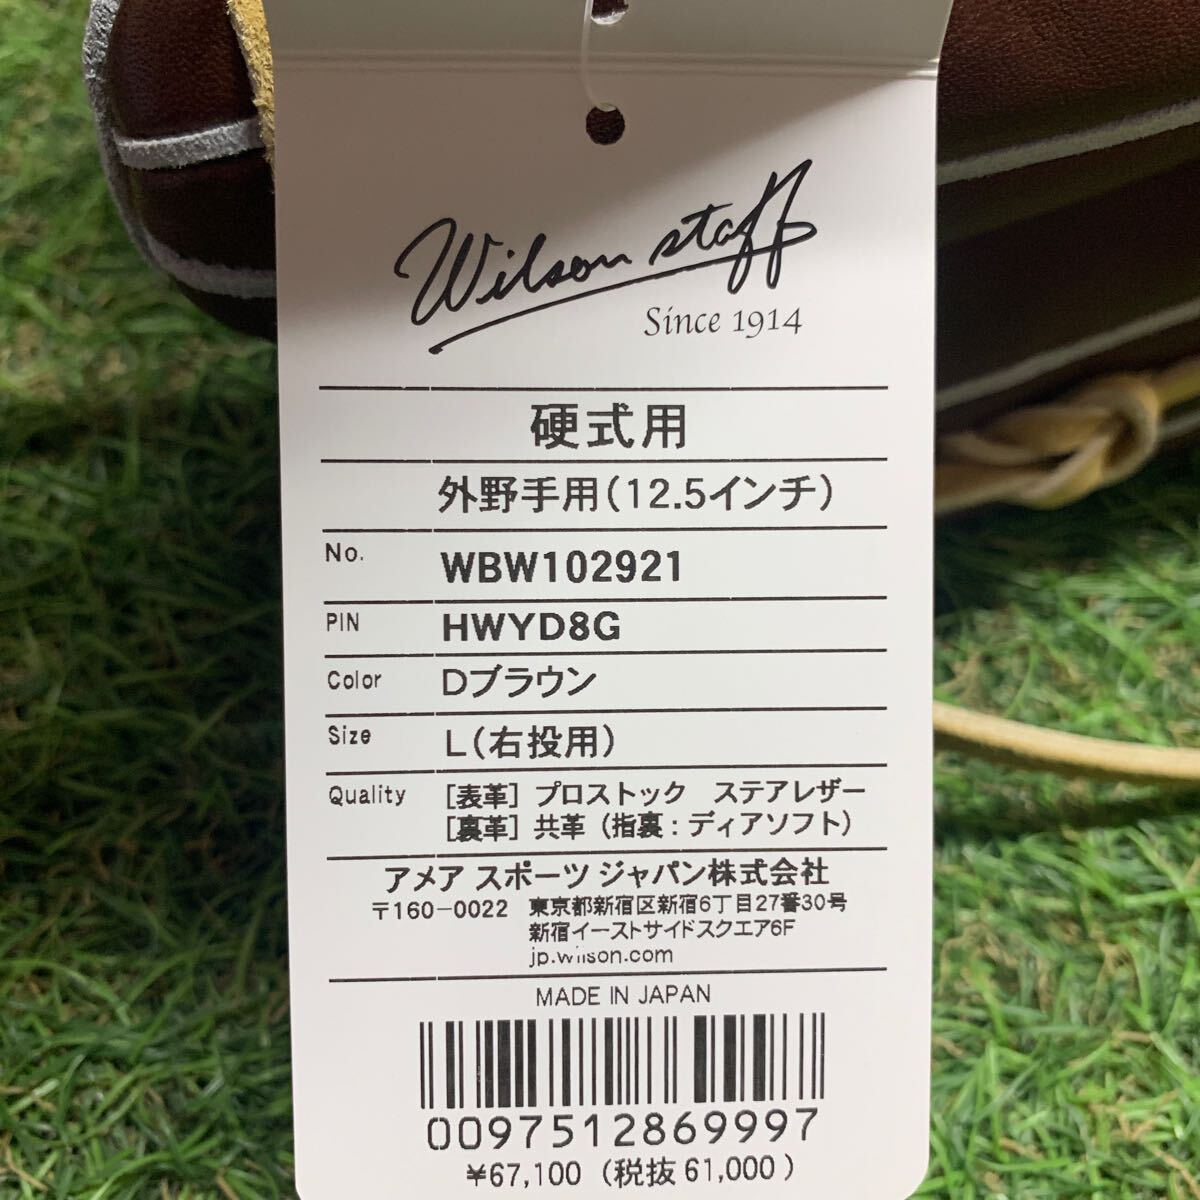 Wilson staff
Since 1914
硬式用
外野手用(12.5インチ)
No. WBW102921
PIN HWYD8G
Color Dブラウン
Size L(右投用)
Quality [表革] プロストック ステアレザー
[裏革] 共革 (指裏:ディアソフト)
アメア スポーツ ジャパン株式会社
〒160-0022 東京都新宿区新宿6丁目27番30号
新宿イーストサイドスクエア6F
jp.wilson.com
MADE IN JAPAN
0097512869997
¥67,100 (税抜 61,000)